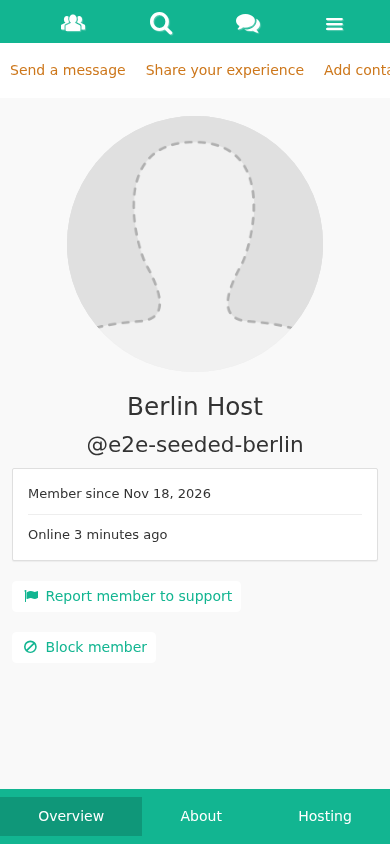 Send a message Share your experience Add conta
Berlin Host
@e2e-seeded-berlin
Member since Nov 18, 2026
Online 3 minutes ago
Report member to support
Block member
Overview About Hosting